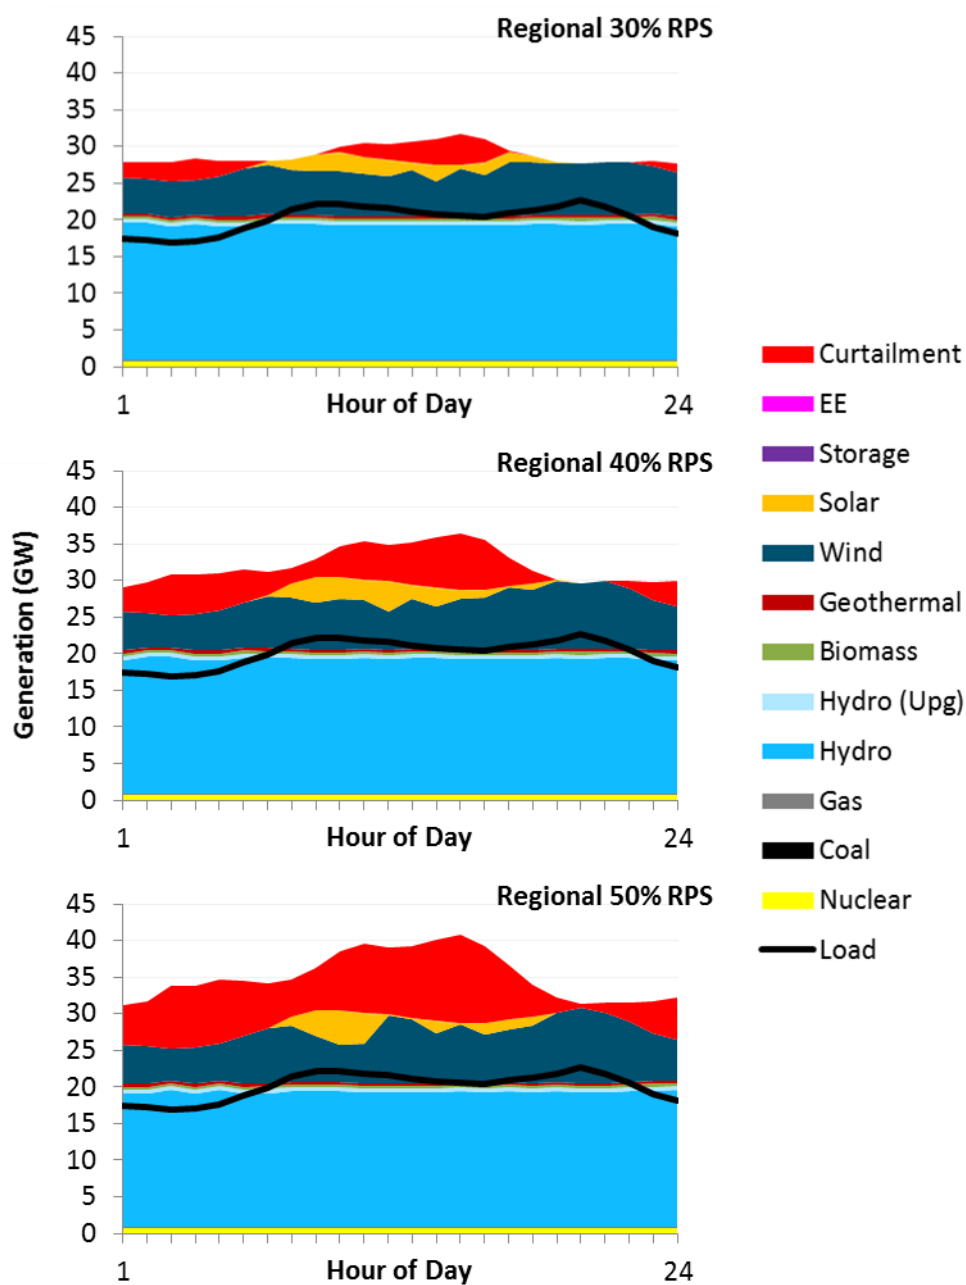 Regional 30% RPS
45
40
35
30
25
20
15
10
5
0
1 Hour of Day 24
Regional 40% RPS
45
40
35
30
25
20
15
10
5
0
1 Hour of Day 24
Regional 50% RPS
45
40
35
30
25
20
15
10
5
0
1 Hour of Day 24
Generation (GW)
Curtailment
EE
Storage
Solar
Wind
Geothermal
Biomass
Hydro (Upg)
Hydro
Gas
Coal
Nuclear
Load